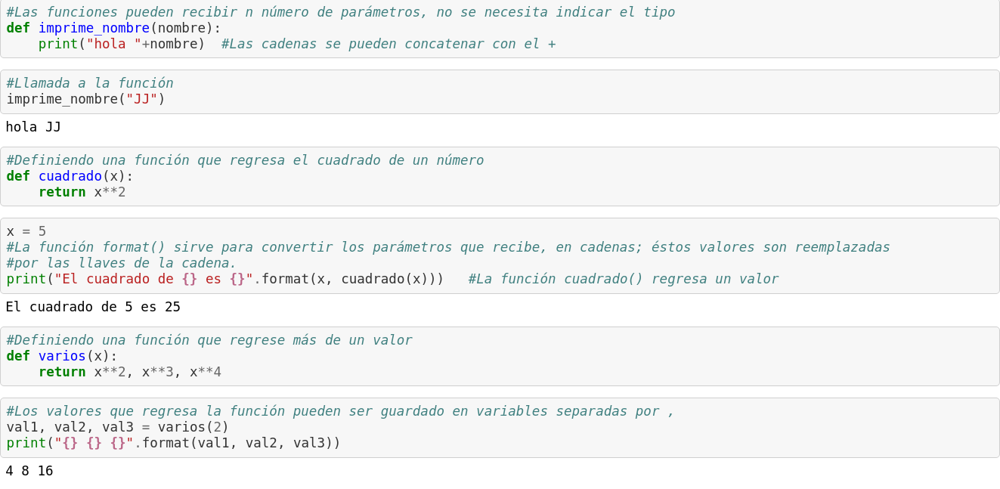 #Las funciones pueden recibir n número de parámetros, no se necesita indicar el tipo
def imprime_nombre(nombre):
    print("hola "+nombre)  #Las cadenas se pueden concatenar con el +
#Llamada a la función
imprime_nombre("JJ")
hola JJ
#Definiendo una función que regresa el cuadrado de un número
def cuadrado(x):
    return x**2
x = 5
#La función format() sirve para convertir los parámetros que recibe, en cadenas; éstos valores son reemplazadas
#por las llaves de la cadena.
print("El cuadrado de {} es {}".format(x, cuadrado(x)))   #La función cuadrado() regresa un valor
El cuadrado de 5 es 25
#Definiendo una función que regrese más de un valor
def varios(x):
    return x**2, x**3, x**4
#Los valores que regresa la función pueden ser guardado en variables separadas por ,
val1, val2, val3 = varios(2)
print("{} {} {}".format(val1, val2, val3))
4 8 16